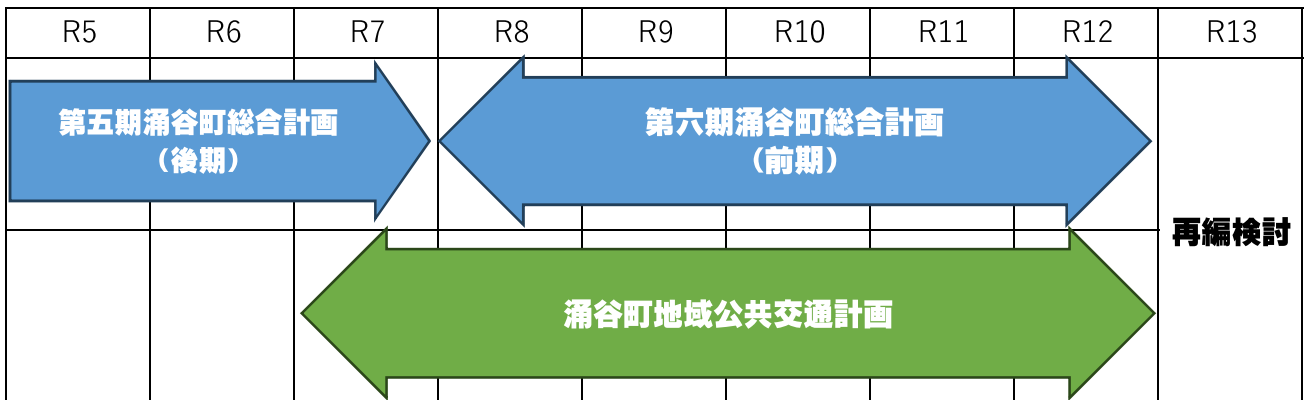 R5 R6 R7 R8 R9 R10 R11 R12 R13
第五期涌谷町総合計画
（後期）
第六期涌谷町総合計画
（前期）
再編検討
涌谷町地域公共交通計画